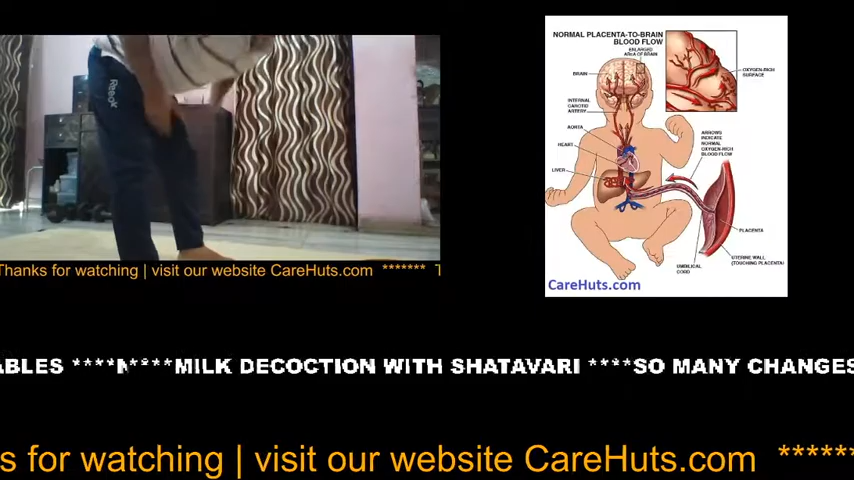 Reebok
Thanks for watching | visit our website CareHuts.com ******* T
NORMAL PLACENTA-TO-BRAIN
BLOOD FLOW
ENLARGED
AREA OF BRAIN
BRAIN
OXYGEN-RICH
SURFACE
INTERNAL
CAROTID
ARTERY
AORTA
HEART
LIVER
ARROWS
INDICATE
NORMAL
OXYGEN-RICH
BLOOD FLOW
PLACENTA
UTERINE WALL
(TOUCHING PLACENTA)
UMBILICAL
CORD
CareHuts.com
ABLES ****N****MILK DECOCTION WITH SHATAVARI ****SO MANY CHANGES
s for watching | visit our website CareHuts.com ******